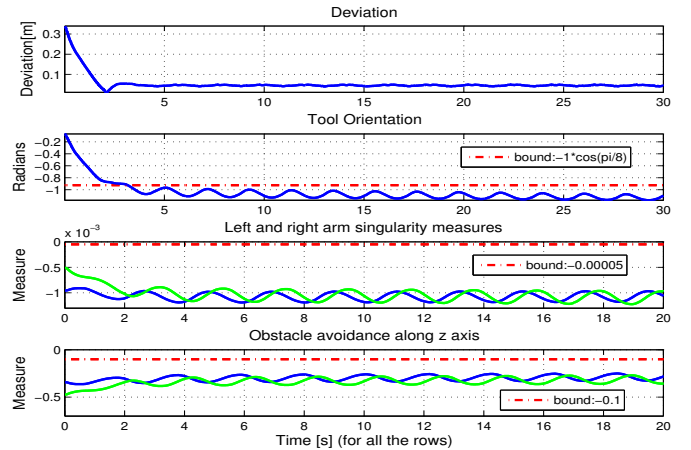 Deviation
Deviation[m]
0.3
0.2
0.1
5 10 15 20 25 30
Tool Orientation
Radians
−0.2
−0.4
−0.6
−0.8
−1
bound:−1*cos(pi/8)
5 10 15 20 25 30
Left and right arm singularity measures
x 10⁻³
Measure
0
−0.5
−1
bound:−0.00005
0 2 4 6 8 10 12 14 16 18 20
Obstacle avoidance along z axis
Measure
0
−0.5
bound:−0.1
0 2 4 6 8 10 12 14 16 18 20
Time [s] (for all the rows)